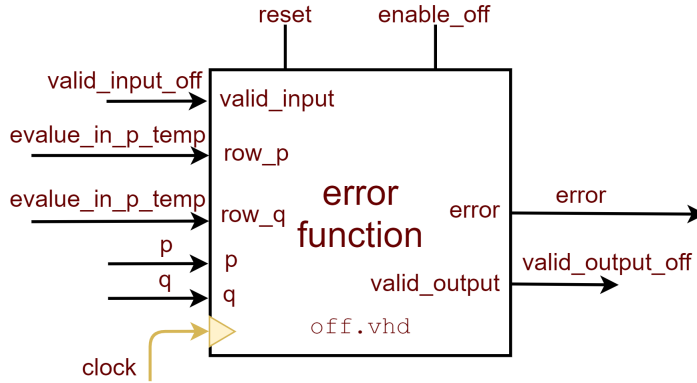 reset
enable_off
valid_input_off
valid_input
evalue_in_p_temp
row_p
evalue_in_p_temp
row_q
error
function
error
error
p
p
valid_output
valid_output_off
q
q
off.vhd
clock